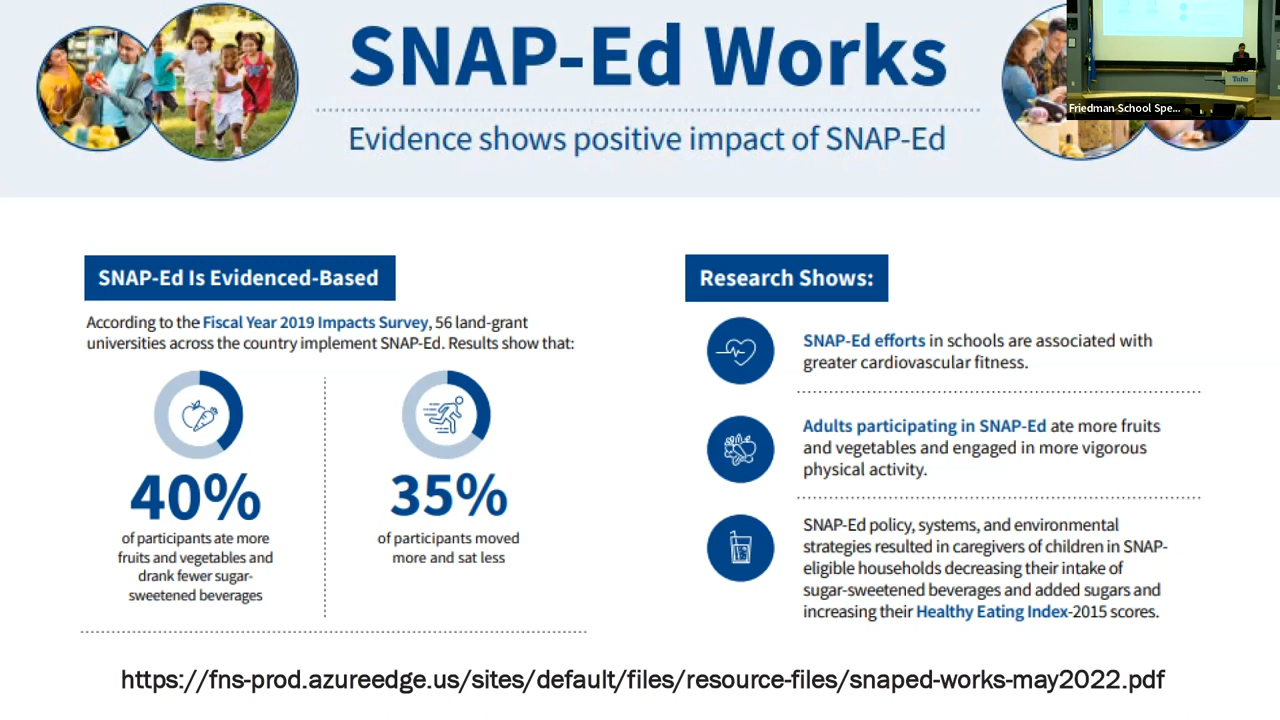 SNAP-Ed Works
Evidence shows positive impact of SNAP-Ed
Tufts
Friedman School Spe...
SNAP-Ed Is Evidenced-Based
According to the Fiscal Year 2019 Impacts Survey, 56 land-grant
universities across the country implement SNAP-Ed. Results show that:
40%
of participants ate more
fruits and vegetables and
drank fewer sugar-
sweetened beverages
35%
of participants moved
more and sat less
Research Shows:
SNAP-Ed efforts in schools are associated with
greater cardiovascular fitness.
Adults participating in SNAP-Ed ate more fruits
and vegetables and engaged in more vigorous
physical activity.
SNAP-Ed policy, systems, and environmental
strategies resulted in caregivers of children in SNAP-
eligible households decreasing their intake of
sugar-sweetened beverages and added sugars and
increasing their Healthy Eating Index-2015 scores.
https://fns-prod.azureedge.us/sites/default/files/resource-files/snaped-works-may2022.pdf